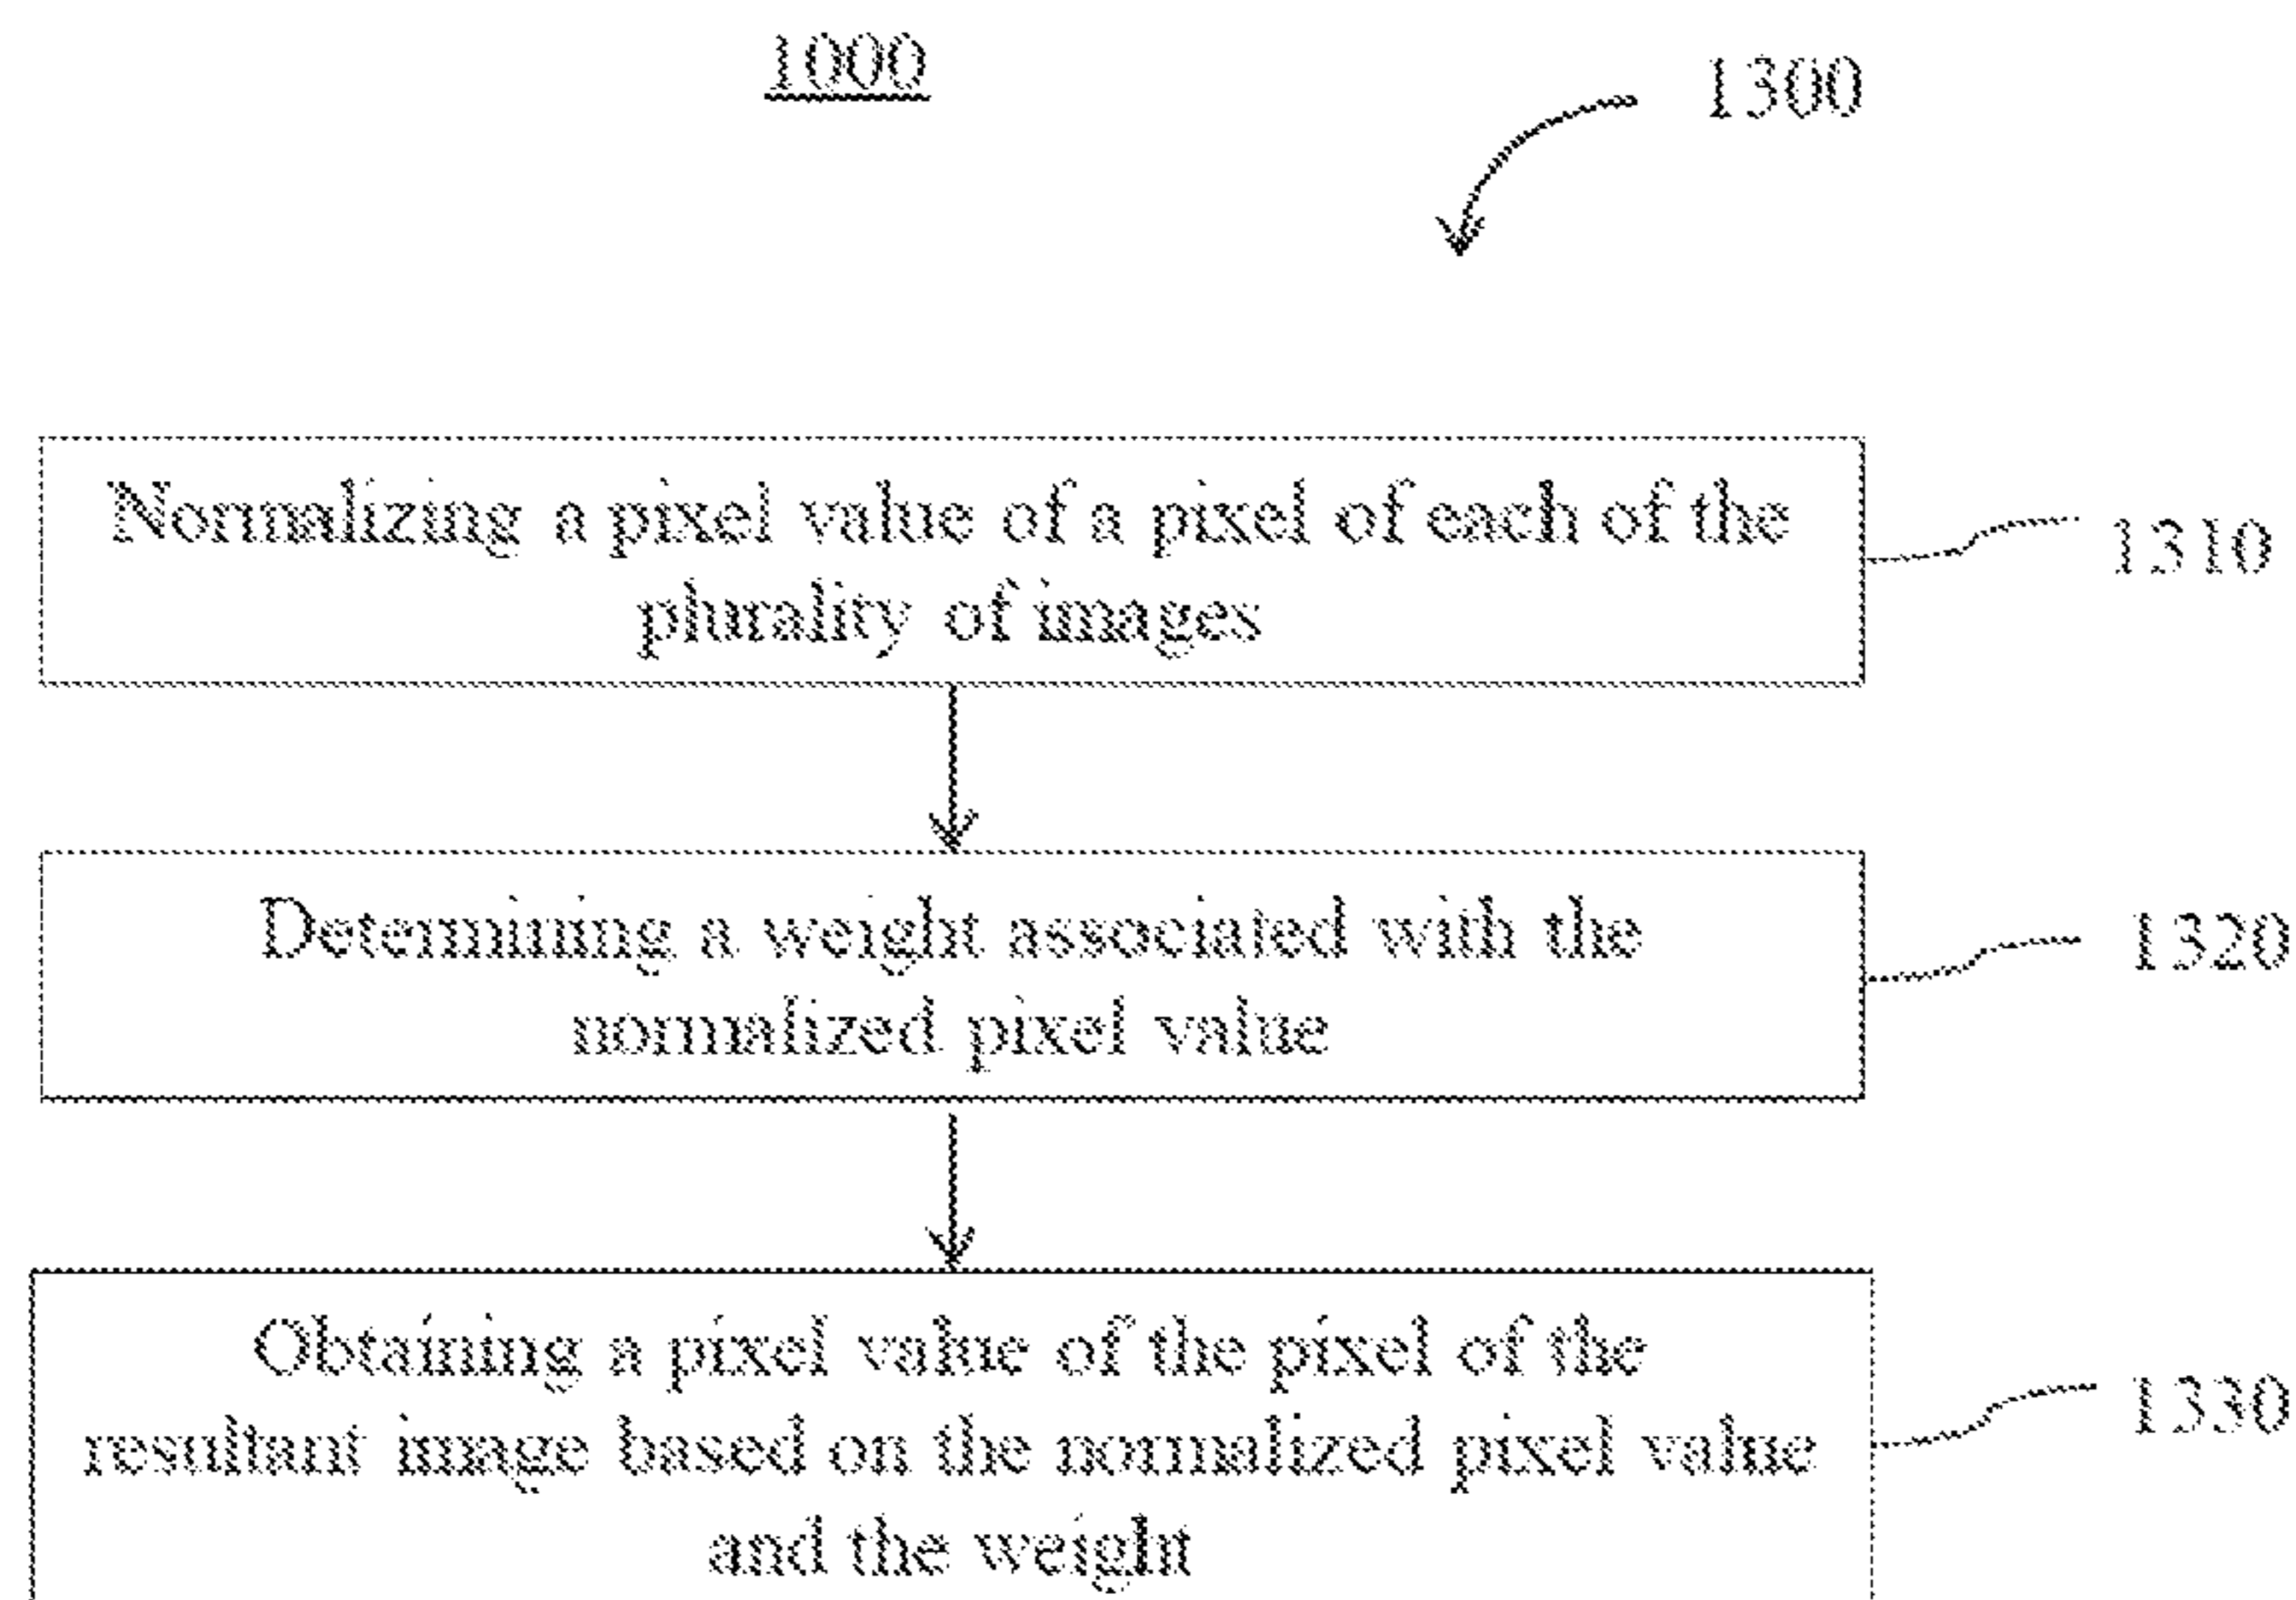 1000
1300
Normalizing a pixel value of a pixel of each of the
plurality of images
1310
Determining a weight associated with the
normalized pixel value
1320
Obtaining a pixel value of the pixel of the
resultant image based on the normalized pixel value
and the weight
1330